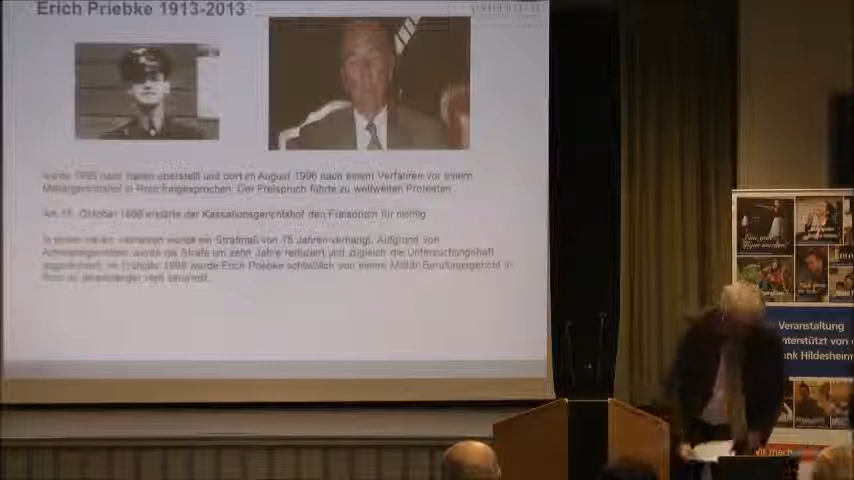 Erich Priebke 1913-2013
wurde 1995 nach Italien überstellt und dort im August 1996 nach einem Verfahren vor einem
Militärgerichtshof in Rom freigesprochen. Der Freispruch führte zu weltweiten Protesten.
Am 15. Oktober 1996 erklärte der Kassationsgerichtshof den Freispruch für nichtig.
In einem neuen Verfahren wurde ein Strafmaß von 15 Jahren verhängt. Aufgrund von
wurde die Strafe um zehn Jahre reduziert und zugleich die Untersuchungshaft
Im Frühjahr 1998 wurde Erich Priebke schließlich von einem Militär-Berufungsgericht in
Rom zu lebenslanger Haft verurteilt.
Veranstaltung
nterstützt von
nk Hildesheim